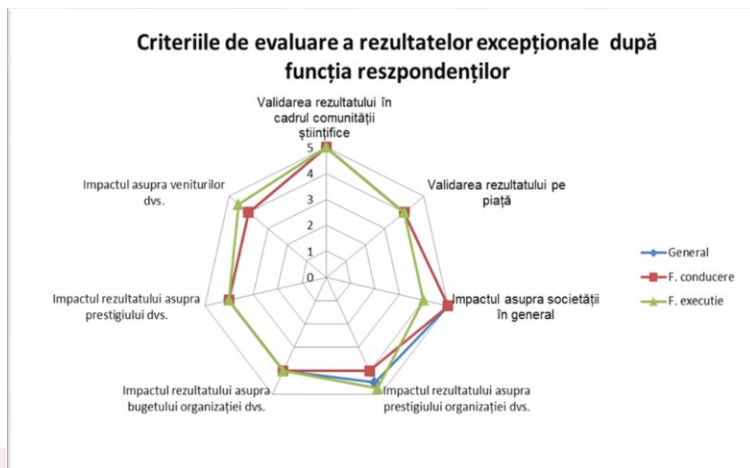 Criteriile de evaluare a rezultatelor excepționale după
funcția reszpondenților
Validarea rezultatului în
cadrul comunității
științifice
Impactul asupra veniturilor
dvs.
Validarea rezultatului pe
piață
5
4
3
2
1
0
General
F. conducere
F. executie
Impactul rezultatului asupra
prestigiului dvs.
Impactul asupra societății
în general
Impactul rezultatului asupra
bugetului organizației dvs.
Impactul rezultatului asupra
prestigiului organizației dvs.